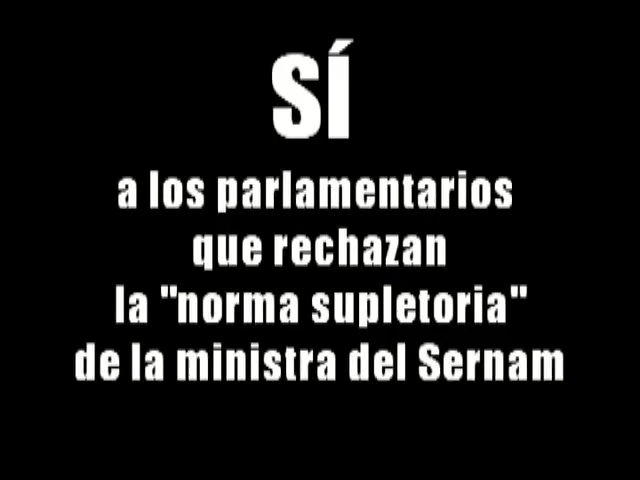 SÍ
a los parlamentarios
que rechazan
la "norma supletoria"
de la ministra del Sernam